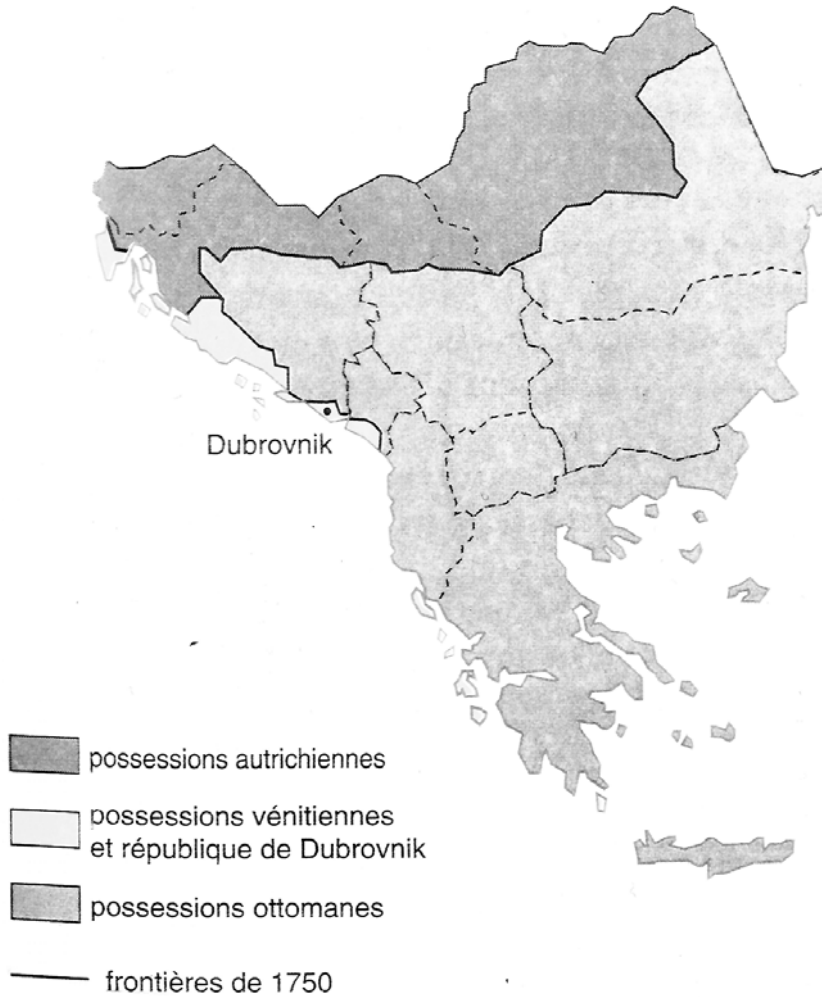 Dubrovnik
possessions autrichiennes
possessions vénitiennes
et république de Dubrovnik
possessions ottomanes
frontières de 1750